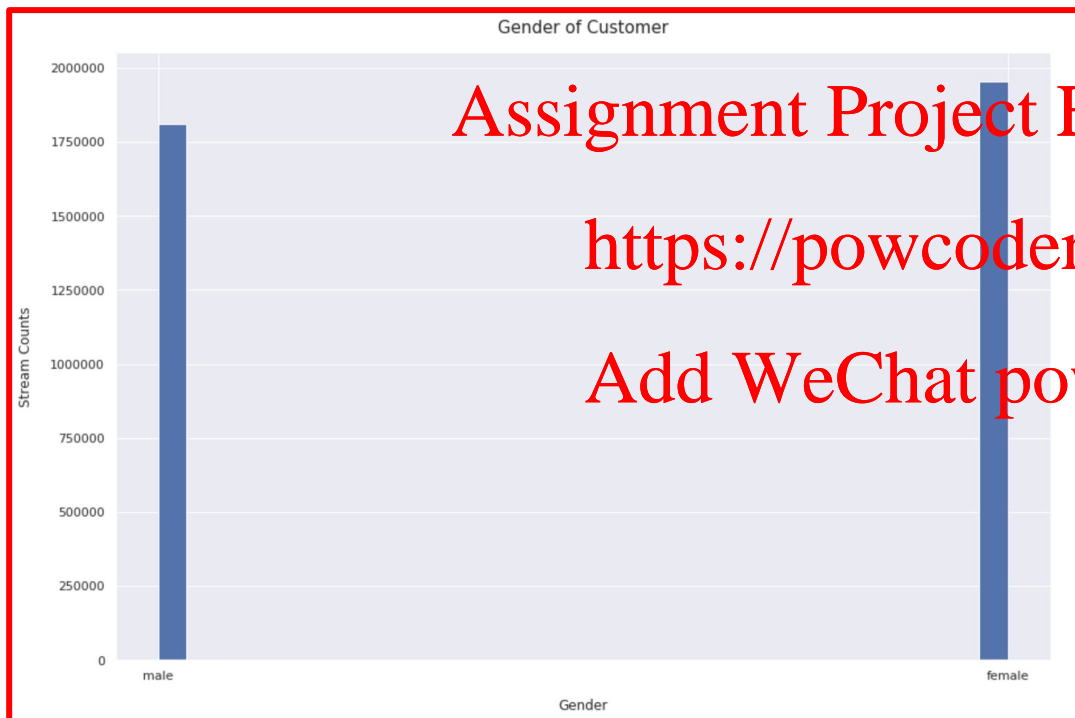 Gender of Customer
2000000
Assignment Project
1750000
1500000
https://powcoder
1250000
Stream Counts
1000000
Add WeChat pow
750000
500000
250000
0
male
female
Gender